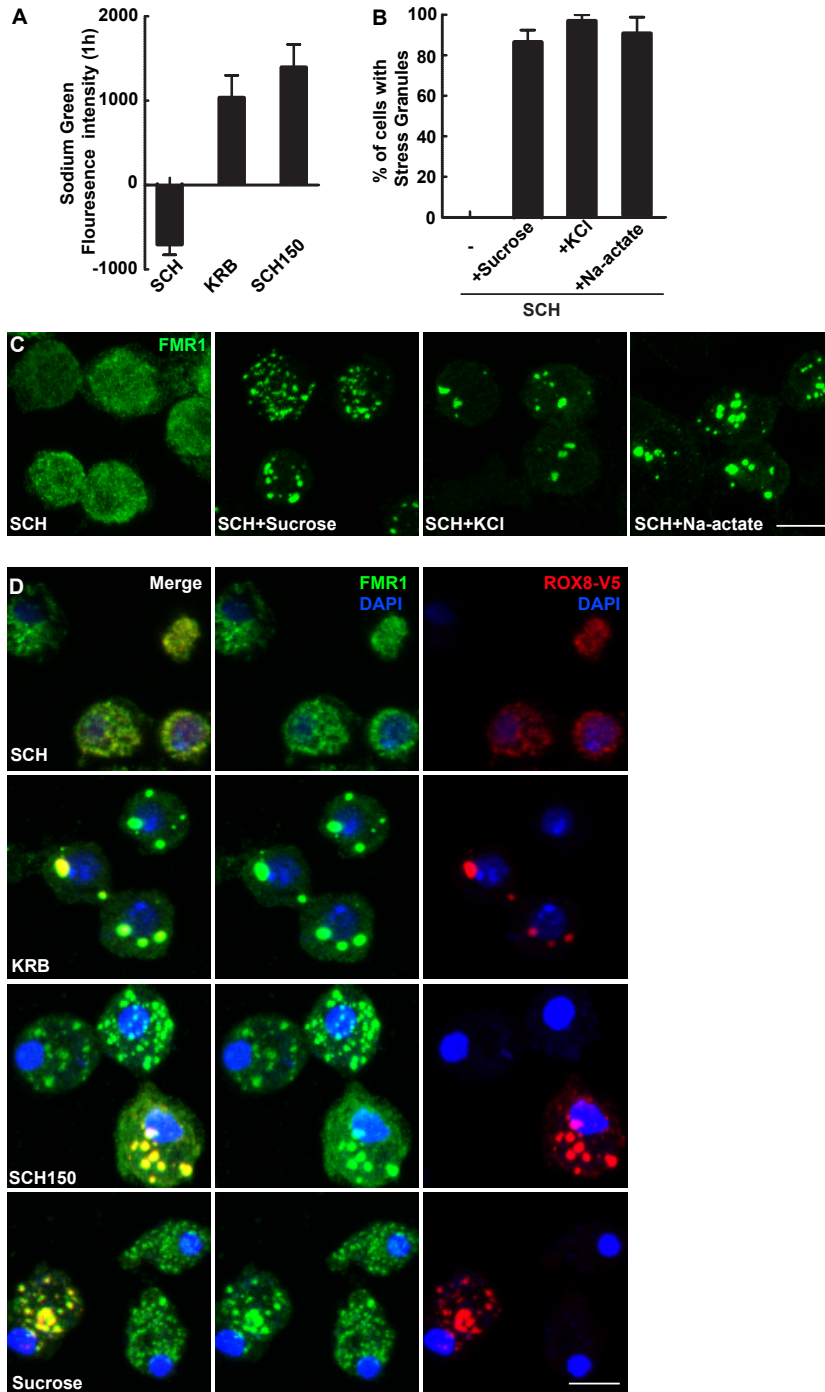 A
Sodium Green
Flouresence intensity (1h)
2000
1000
0
-1000
SCH
KRB
SCH150
B
% of cells with
Stress Granules
100
80
60
40
20
0
-
+Sucrose
+KCl
+Na-actate
SCH
C
FMR1
SCH
SCH+Sucrose
SCH+KCl
SCH+Na-actate
D
Merge
FMR1
DAPI
ROX8-V5
DAPI
SCH
KRB
SCH150
Sucrose